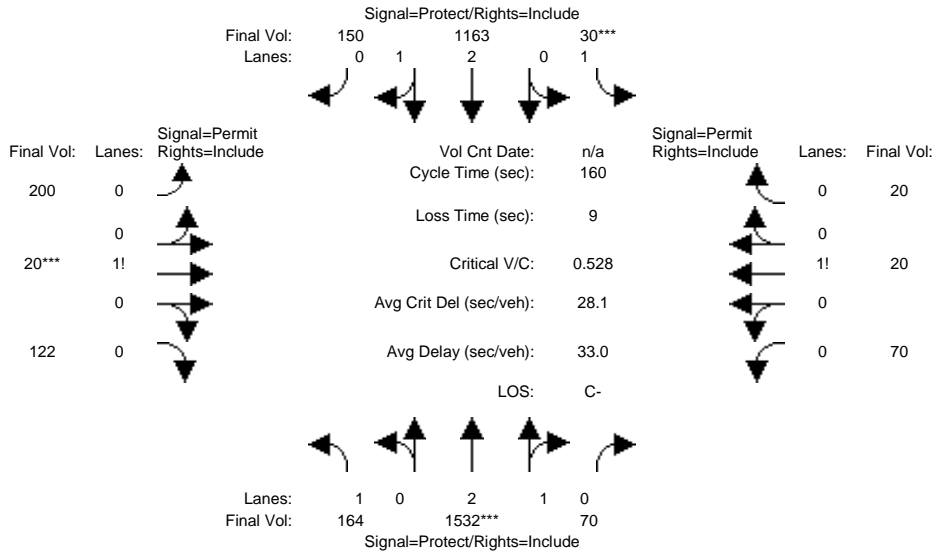 Signal=Protect/Rights=Include
Final Vol: 150 1163 30***
Lanes: 0 1 2 0 1
Signal=Permit Signal=Permit
Final Vol: Lanes: Rights=Include Vol Cnt Date: n/a Rights=Include Lanes: Final Vol:
Cycle Time (sec): 160
200 0 0 20
Loss Time (sec): 9
0 0
20*** 1! Critical V/C: 0.528 1! 20
0 Avg Crit Del (sec/veh): 28.1 0
122 0 Avg Delay (sec/veh): 33.0 0 70
LOS: C-
Lanes: 1 0 2 1 0
Final Vol: 164 1532*** 70
Signal=Protect/Rights=Include